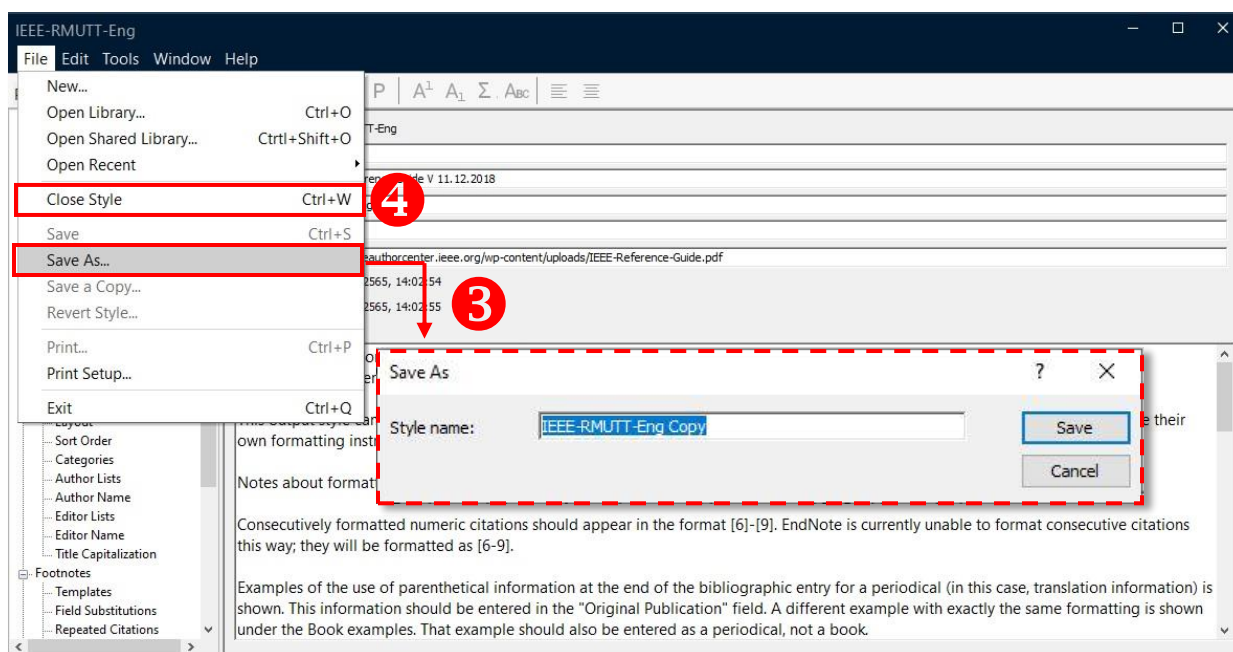 IEEE-RMUTT-Eng
File Edit Tools Window Help
New...
P A1 A1 Σ ABC
Open Library... Ctrl+O
Open Shared Library... Ctrtl+Shift+O
T-Eng
Open Recent
Guide V 11.12.2018
Close Style Ctrl+W
4
Save Ctrl+S
Save As...
authorcenter.ieee.org/wp-content/uploads/IEEE-Reference-Guide.pdf
Save a Copy...
2565, 14:02:54
Revert Style...
2565, 14:02:55
3
Print... Ctrl+P
Print Setup...
Exit Ctrl+Q
Save As ? ×
Style name: IEEE-RMUTT-Eng Copy Save
Cancel
Layout
Sort Order
Categories
Author Lists
Author Name
Editor Lists
Editor Name
Title Capitalization
Footnotes
Templates
Field Substitutions
Repeated Citations
This output style can
e their
own formatting inst
Notes about format
Consecutively formatted numeric citations should appear in the format [6]-[9]. EndNote is currently unable to format consecutive citations
this way; they will be formatted as [6-9].
Examples of the use of parenthetical information at the end of the bibliographic entry for a periodical (in this case, translation information) is
shown. This information should be entered in the "Original Publication" field. A different example with exactly the same formatting is shown
under the Book examples. That example should also be entered as a periodical, not a book.